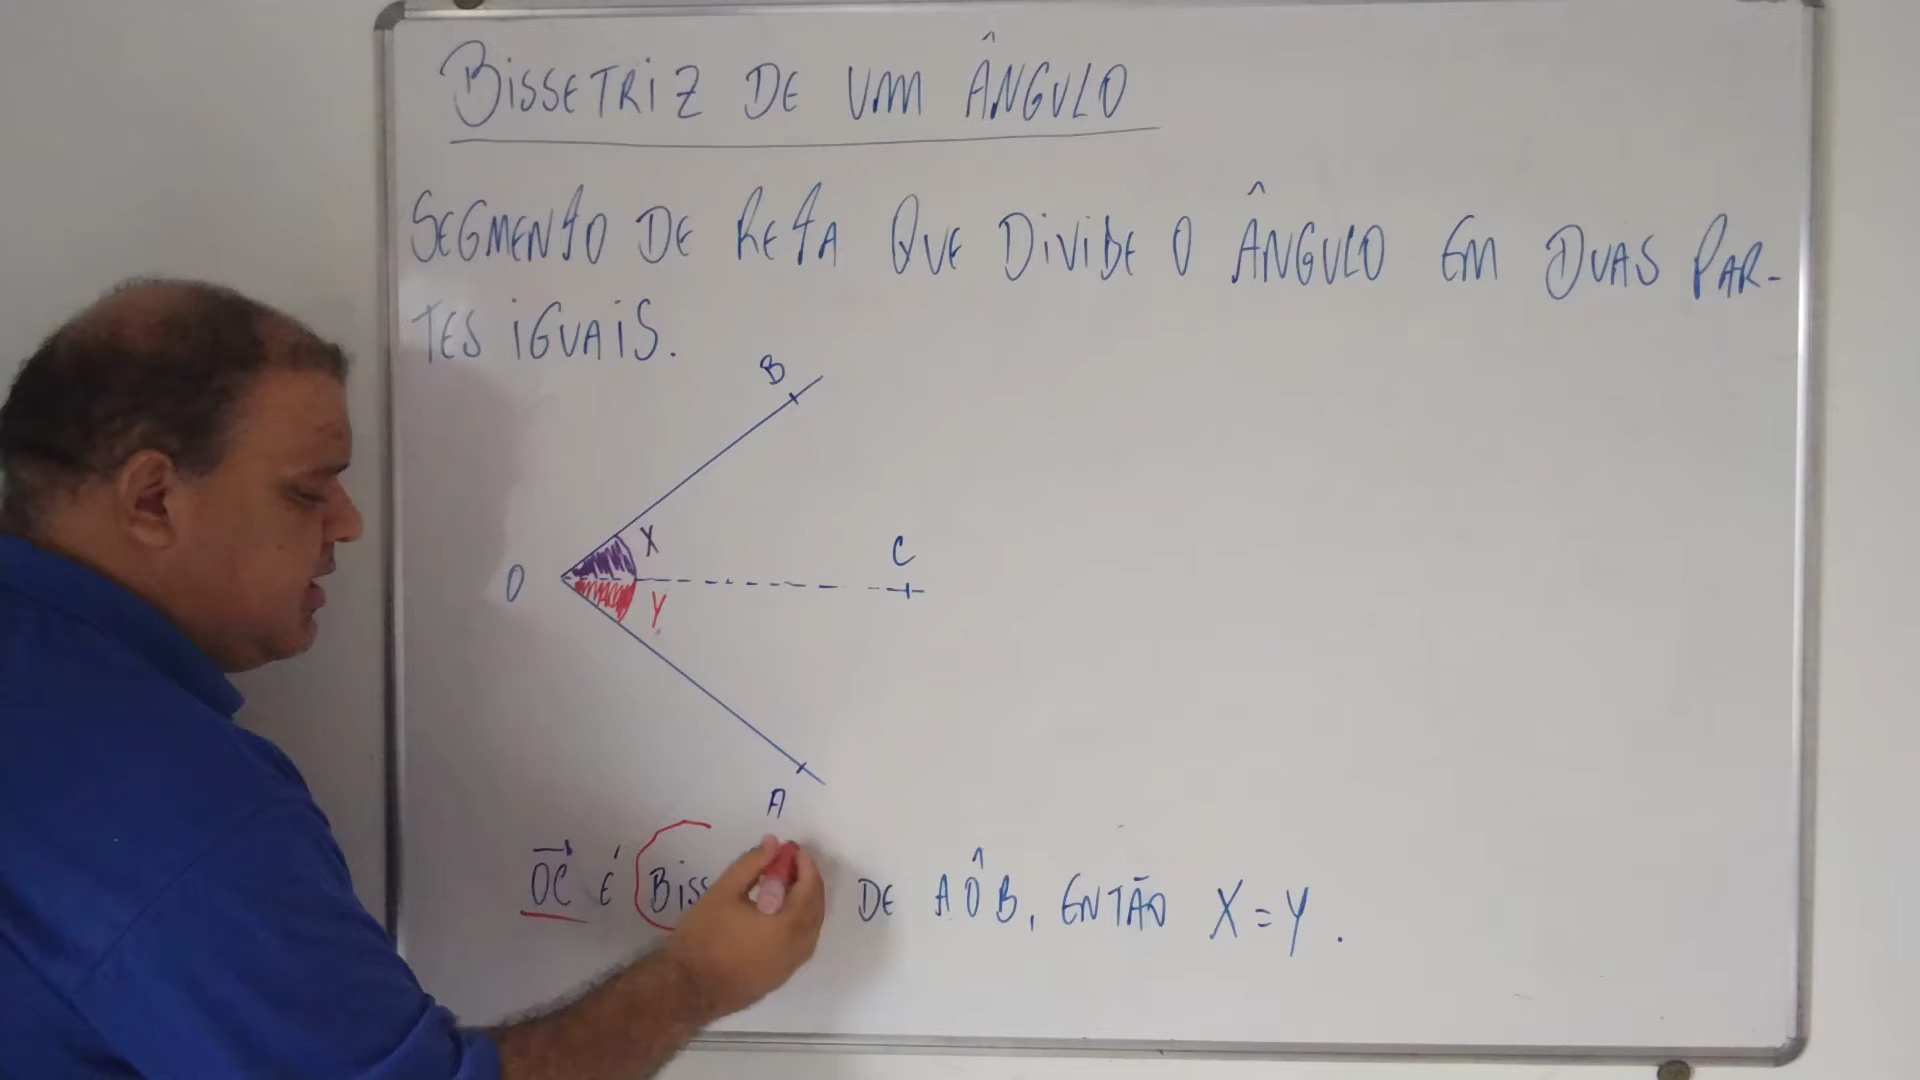 BISSETRIZ DE UM ÂNGULO
SEGMENTO DE RETA QUE DIVIDE O ÂNGULO EM DUAS PAR-
TES IGUAIS.
B
X
C
O
Y
A
OC É BISS DE AÔB, ENTÃO X=Y.